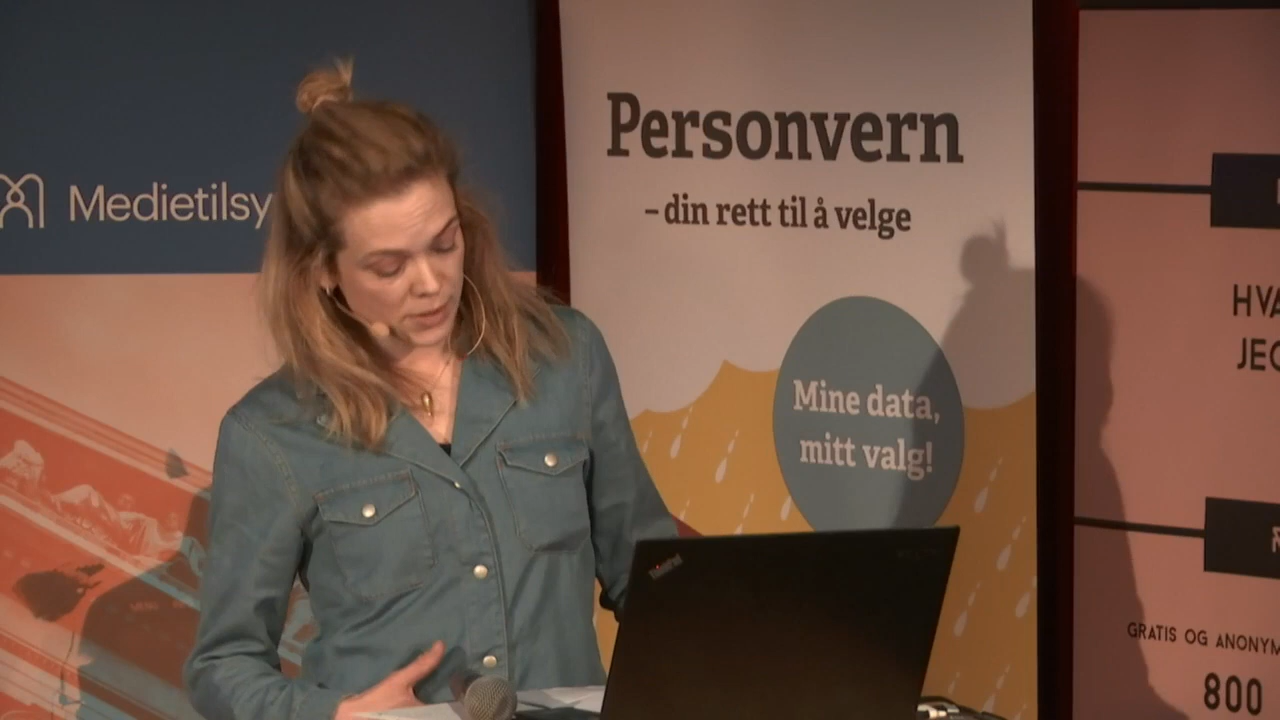 Medietilsy
Personvern
– din rett til å velge
Mine data,
mitt valg!
ThinkPad
HVA
JEG
GRATIS OG ANONYM
800